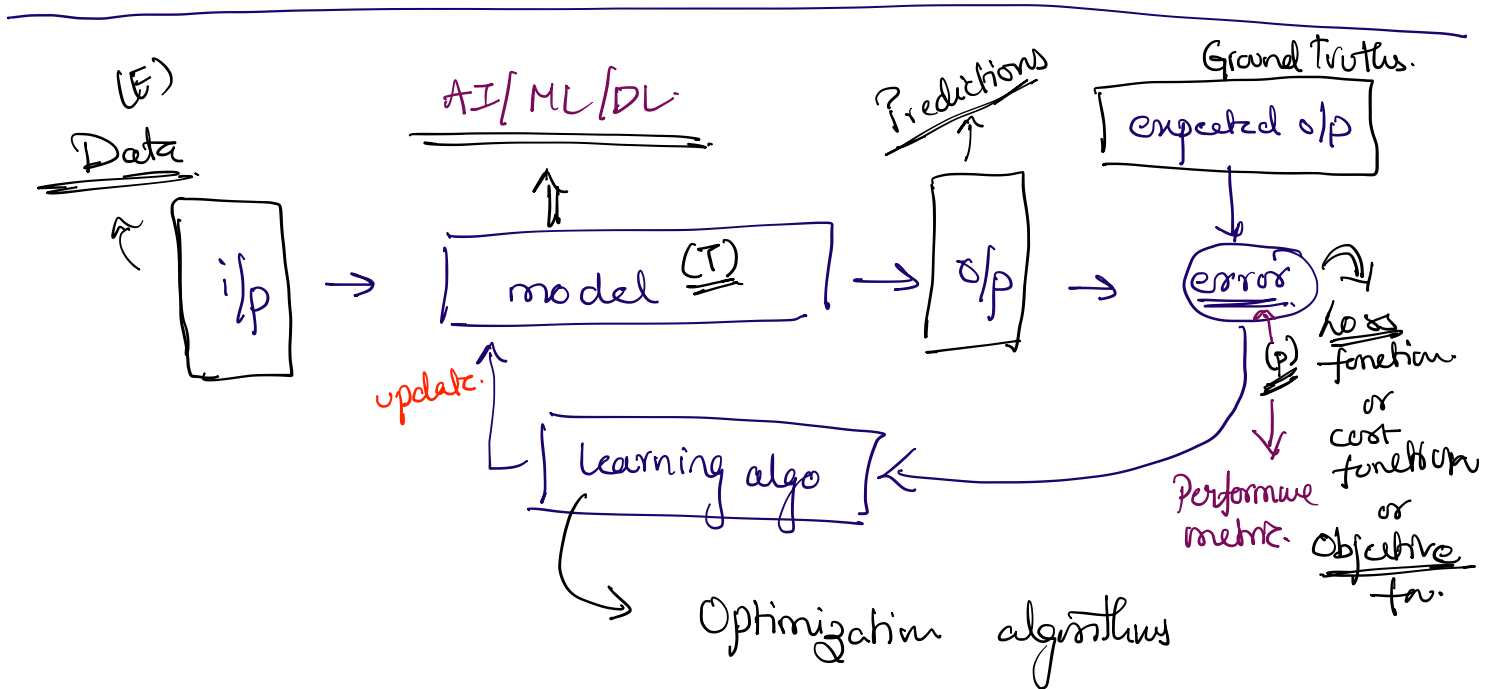 (E)
Data
i/p
AI/ML/DL
model (T)
update.
Learning algo
Optimization algorithms
Predictions
o/p
Ground Truths.
expected o/p
error
(P)
Performance
metric.
Loss
function
or
cost
function
or
Objective
fn.